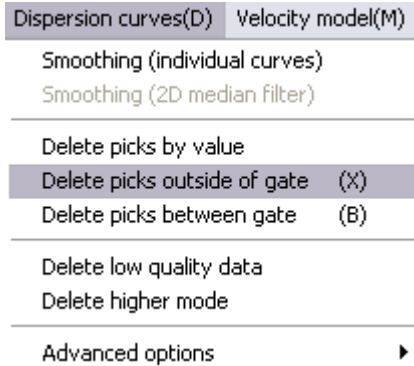 Dispersion curves(D) Velocity model(M)
Smoothing (individual curves)
Smoothing (2D median filter)
Delete picks by value
Delete picks outside of gate (X)
Delete picks between gate (B)
Delete low quality data
Delete higher mode
Advanced options